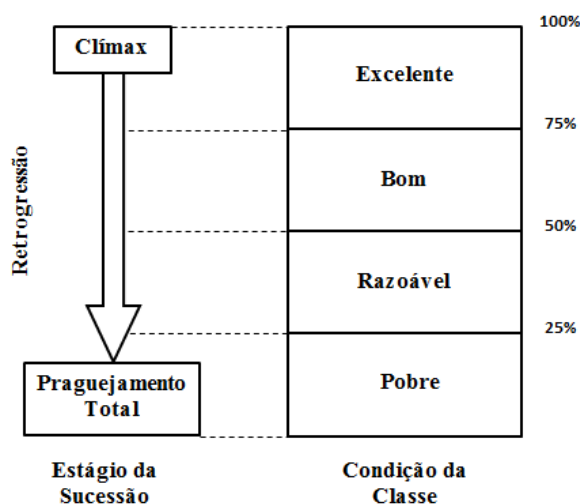 100%
Clímax
Excelente
75%
Bom
Retrogressão
50%
Razoável
25%
Praguejamento
Total
Pobre
Estágio da
Sucessão
Condição da
Classe